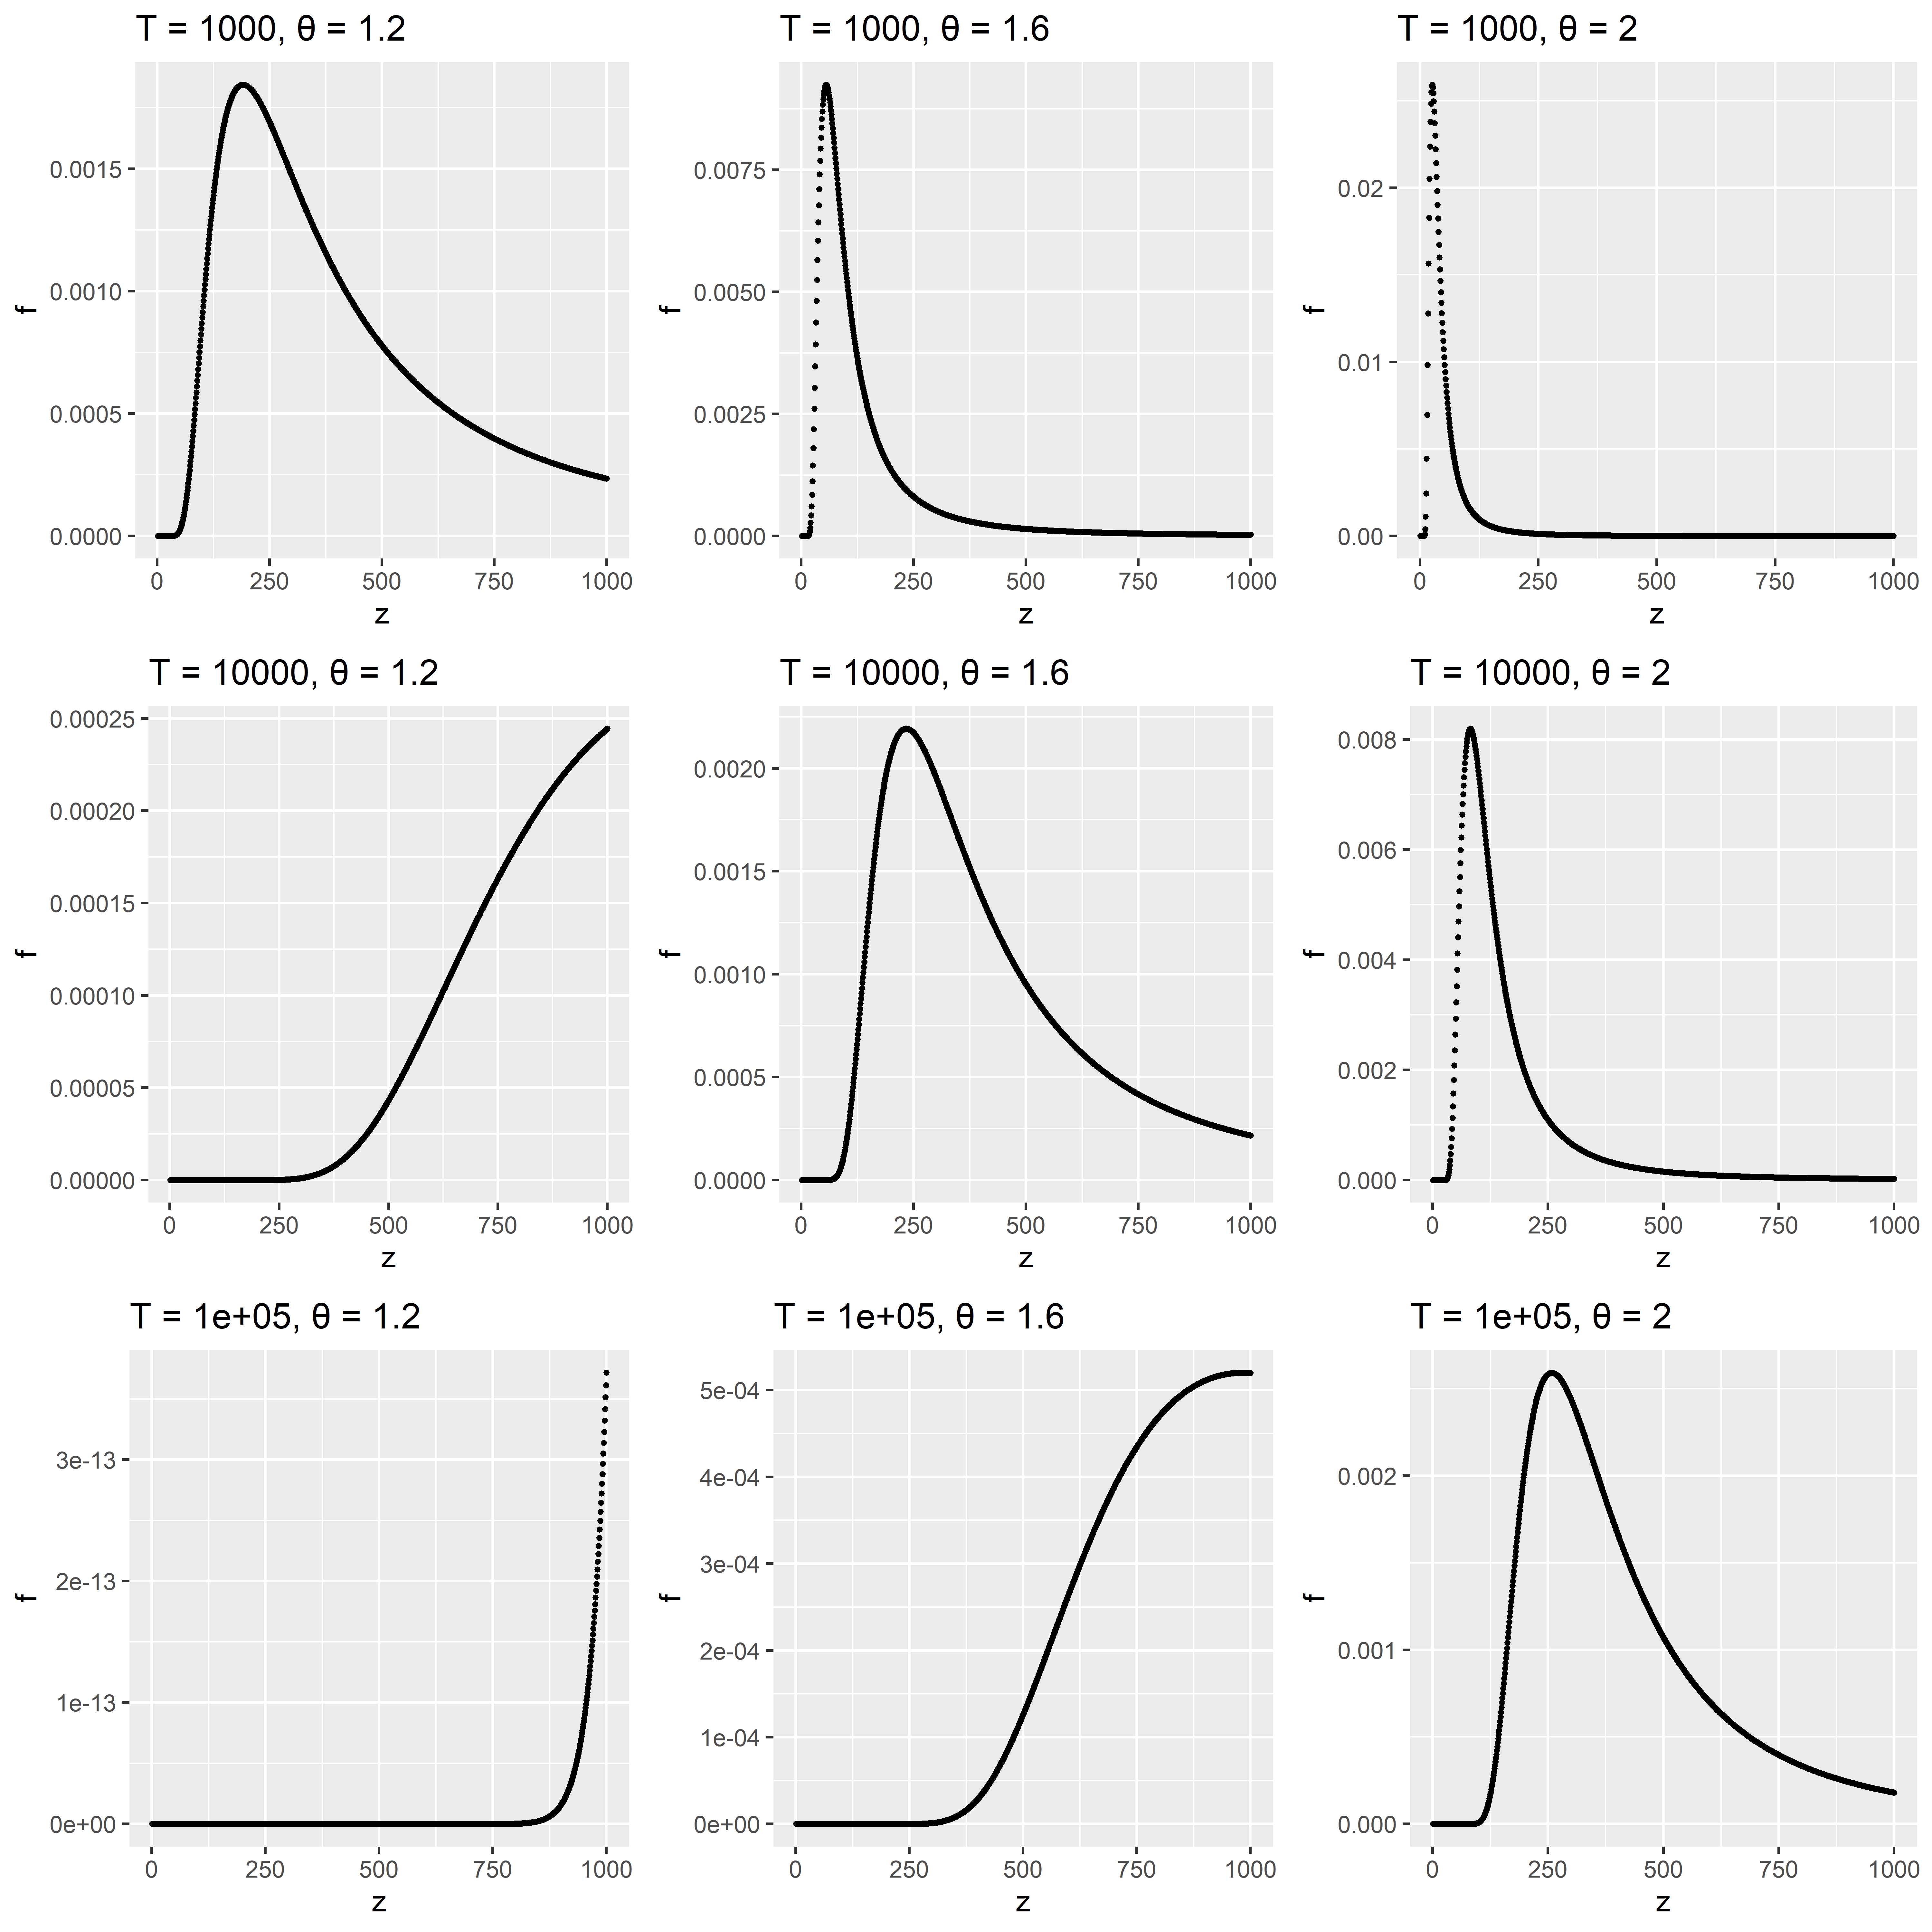 T = 1000, θ = 1.2
0.0015
0.0010
0.0005
0.0000
f
0 250 500 750 1000
z
T = 1000, θ = 1.6
0.0075
0.0050
0.0025
0.0000
f
0 250 500 750 1000
z
T = 1000, θ = 2
0.02
0.01
0.00
f
0 250 500 750 1000
z
T = 10000, θ = 1.2
0.00025
0.00020
0.00015
0.00010
0.00005
0.00000
f
0 250 500 750 1000
z
T = 10000, θ = 1.6
0.0020
0.0015
0.0010
0.0005
0.0000
f
0 250 500 750 1000
z
T = 10000, θ = 2
0.008
0.006
0.004
0.002
0.000
f
0 250 500 750 1000
z
T = 1e+05, θ = 1.2
3e-13
2e-13
1e-13
0e+00
f
0 250 500 750 1000
z
T = 1e+05, θ = 1.6
5e-04
4e-04
3e-04
2e-04
1e-04
0e+00
f
0 250 500 750 1000
z
T = 1e+05, θ = 2
0.002
0.001
0.000
f
0 250 500 750 1000
z